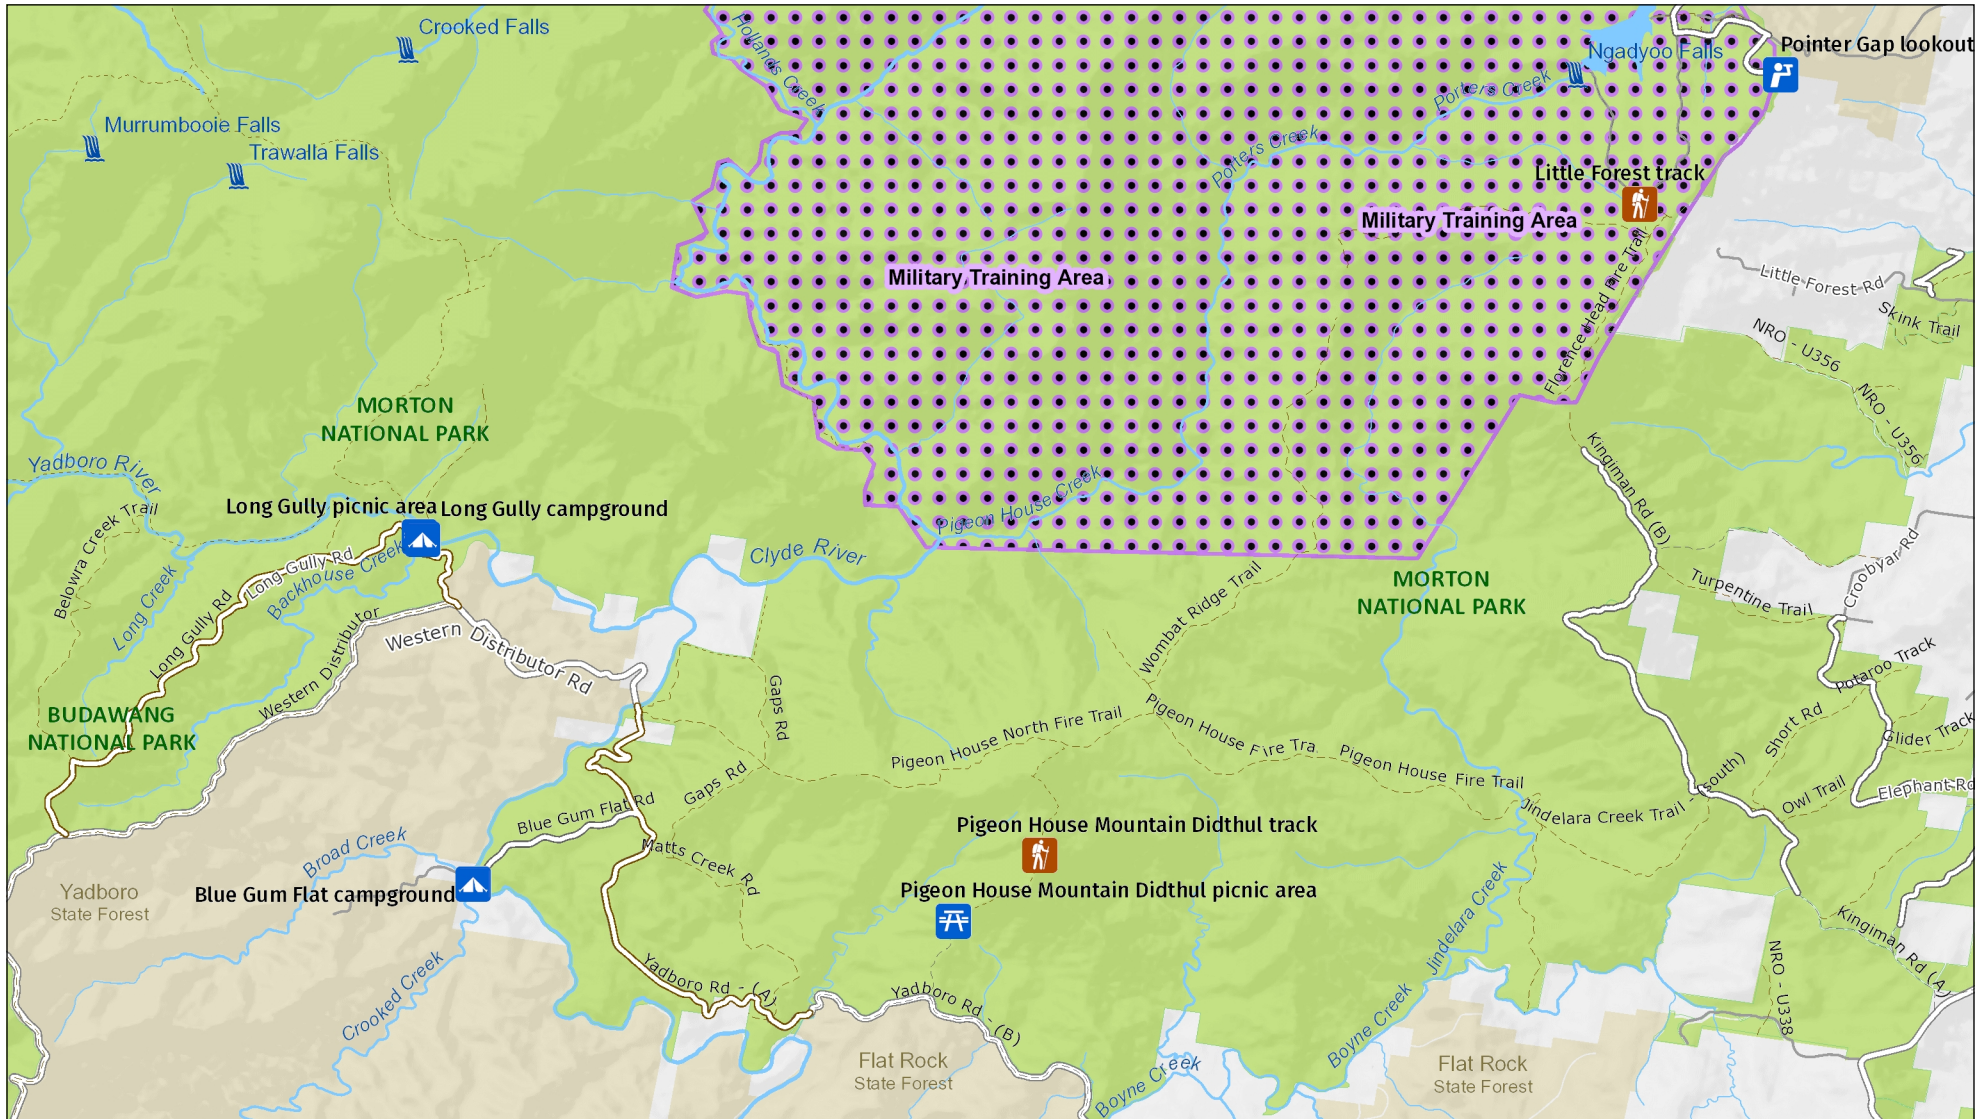 Crooked Falls
Hollands Creek
Ngadyoo Falls
Pointer Gap lookout
Porters Creek
Murrumbooie Falls
Trawalla Falls
Porters Creek
Little Forest track
Military Training Area
Military Training Area
Florence Head Fire Trail
Little Forest Rd
Skink Trail
NRO - U356
NRO - U356
MORTON
NATIONAL PARK
Yadboro River
Kingiman Rd (B)
Belowra Creek Trail
Long Gully picnic area
Long Gully campground
Pigeon House Creek
Clyde River
Long Gully Rd
Backhouse Creek
Long Creek
Long Gully Rd
Western Distributor
Western Distributor Rd
Wombat Ridge Trail
MORTON
NATIONAL PARK
Turpentine Trail
Croobyar Rd
Potaroo Track
Short Rd
Glider Track
Elephant Rd
Owl Trail
BUDAWANG
NATIONAL PARK
Gaps Rd
Gaps Rd
Pigeon House North Fire Trail
Pigeon House Fire Tra
Pigeon House Fire Trail
Jindelara Creek Trail - (south)
Blue Gum Flat Rd
Matts Creek Rd
Broad Creek
Pigeon House Mountain Didthul track
Pigeon House Mountain Didthul picnic area
Yadboro
State Forest
Blue Gum Flat campground
Jindelara Creek
Kingiman Rd (A)
NRO - U338
Crooked Creek
Yadboro Rd - (A)
Yadboro Rd - (B)
Boyne Creek
Boyne Creek
Flat Rock
State Forest
Flat Rock
State Forest